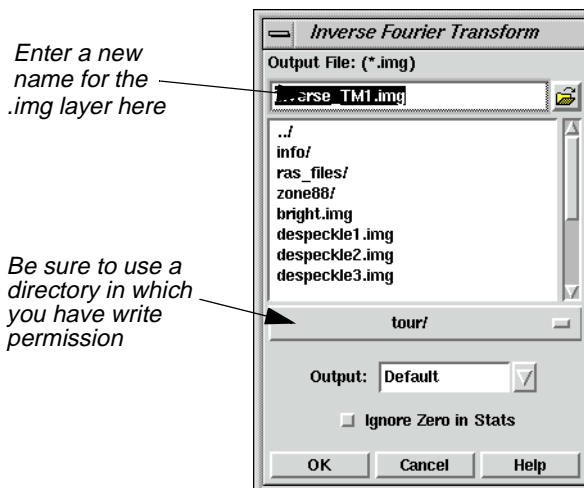 Inverse Fourier Transform
Output File: (*.img)
Enter a new
name for the
.img layer here
inverse_TM1.img
../
info/
ras_files/
zone88/
bright.img
despeckle1.img
despeckle2.img
despeckle3.img
Be sure to use a
directory in which
you have write
permission
tour/
Output: Default
Ignore Zero in Stats
OK Cancel Help